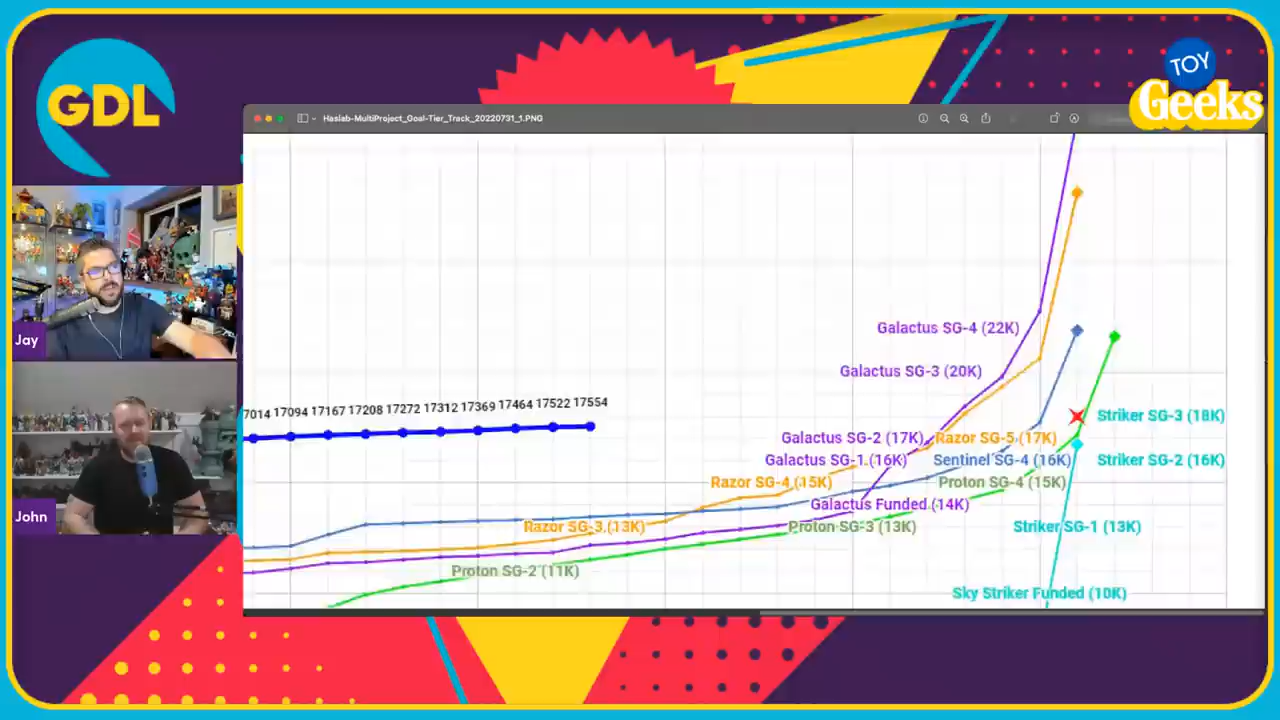 GDL
TOY
Geeks
Haslab-MultiProject_Goal-Tier_Track_20220731_1.PNG
Jay
John
7014 17094 17167 17208 17272 17312 17369 17464 17522 17554
Galactus SG-4 (22K)
Galactus SG-3 (20K)
Striker SG-3 (18K)
Galactus SG-2 (17K)
Razor SG-5 (17K)
Galactus SG-1 (16K)
Sentinel SG-4 (16K)
Striker SG-2 (16K)
Razor SG-4 (15K)
Proton SG-4 (15K)
Galactus Funded (14K)
Razor SG-3 (13K)
Proton SG-3 (13K)
Striker SG-1 (13K)
Proton SG-2 (11K)
Sky Striker Funded (10K)